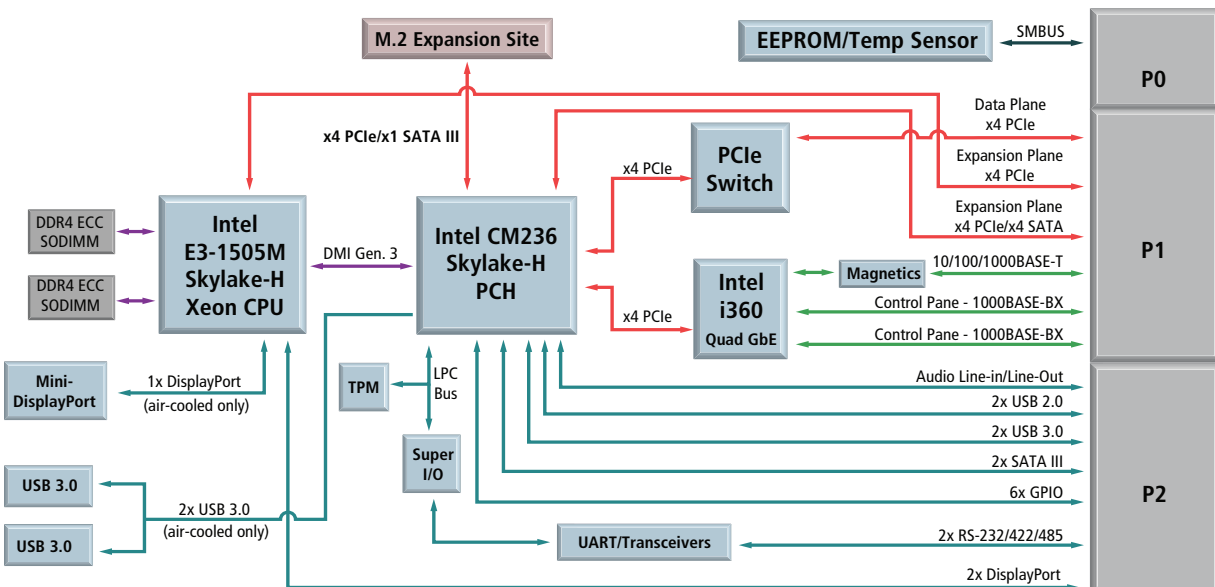 M.2 Expansion Site
EEPROM/Temp Sensor
SMBUS
P0
x4 PCIe/x1 SATA III
Data Plane
x4 PCIe
PCIe
Switch
x4 PCIe
Expansion Plane
x4 PCIe
Expansion Plane
x4 PCIe/x4 SATA
P1
DDR4 ECC
SODIMM
DDR4 ECC
SODIMM
Intel
E3-1505M
Skylake-H
Xeon CPU
DMI Gen. 3
Intel CM236
Skylake-H
PCH
x4 PCIe
Intel
i360
Quad GbE
Magnetics
10/100/1000BASE-T
Control Pane - 1000BASE-BX
Control Pane - 1000BASE-BX
Mini-
DisplayPort
1x DisplayPort
(air-cooled only)
TPM
LPC
Bus
Super
I/O
Audio Line-in/Line-Out
2x USB 2.0
2x USB 3.0
2x SATA III
6x GPIO
P2
USB 3.0
USB 3.0
2x USB 3.0
(air-cooled only)
UART/Transceivers
2x RS-232/422/485
2x DisplayPort